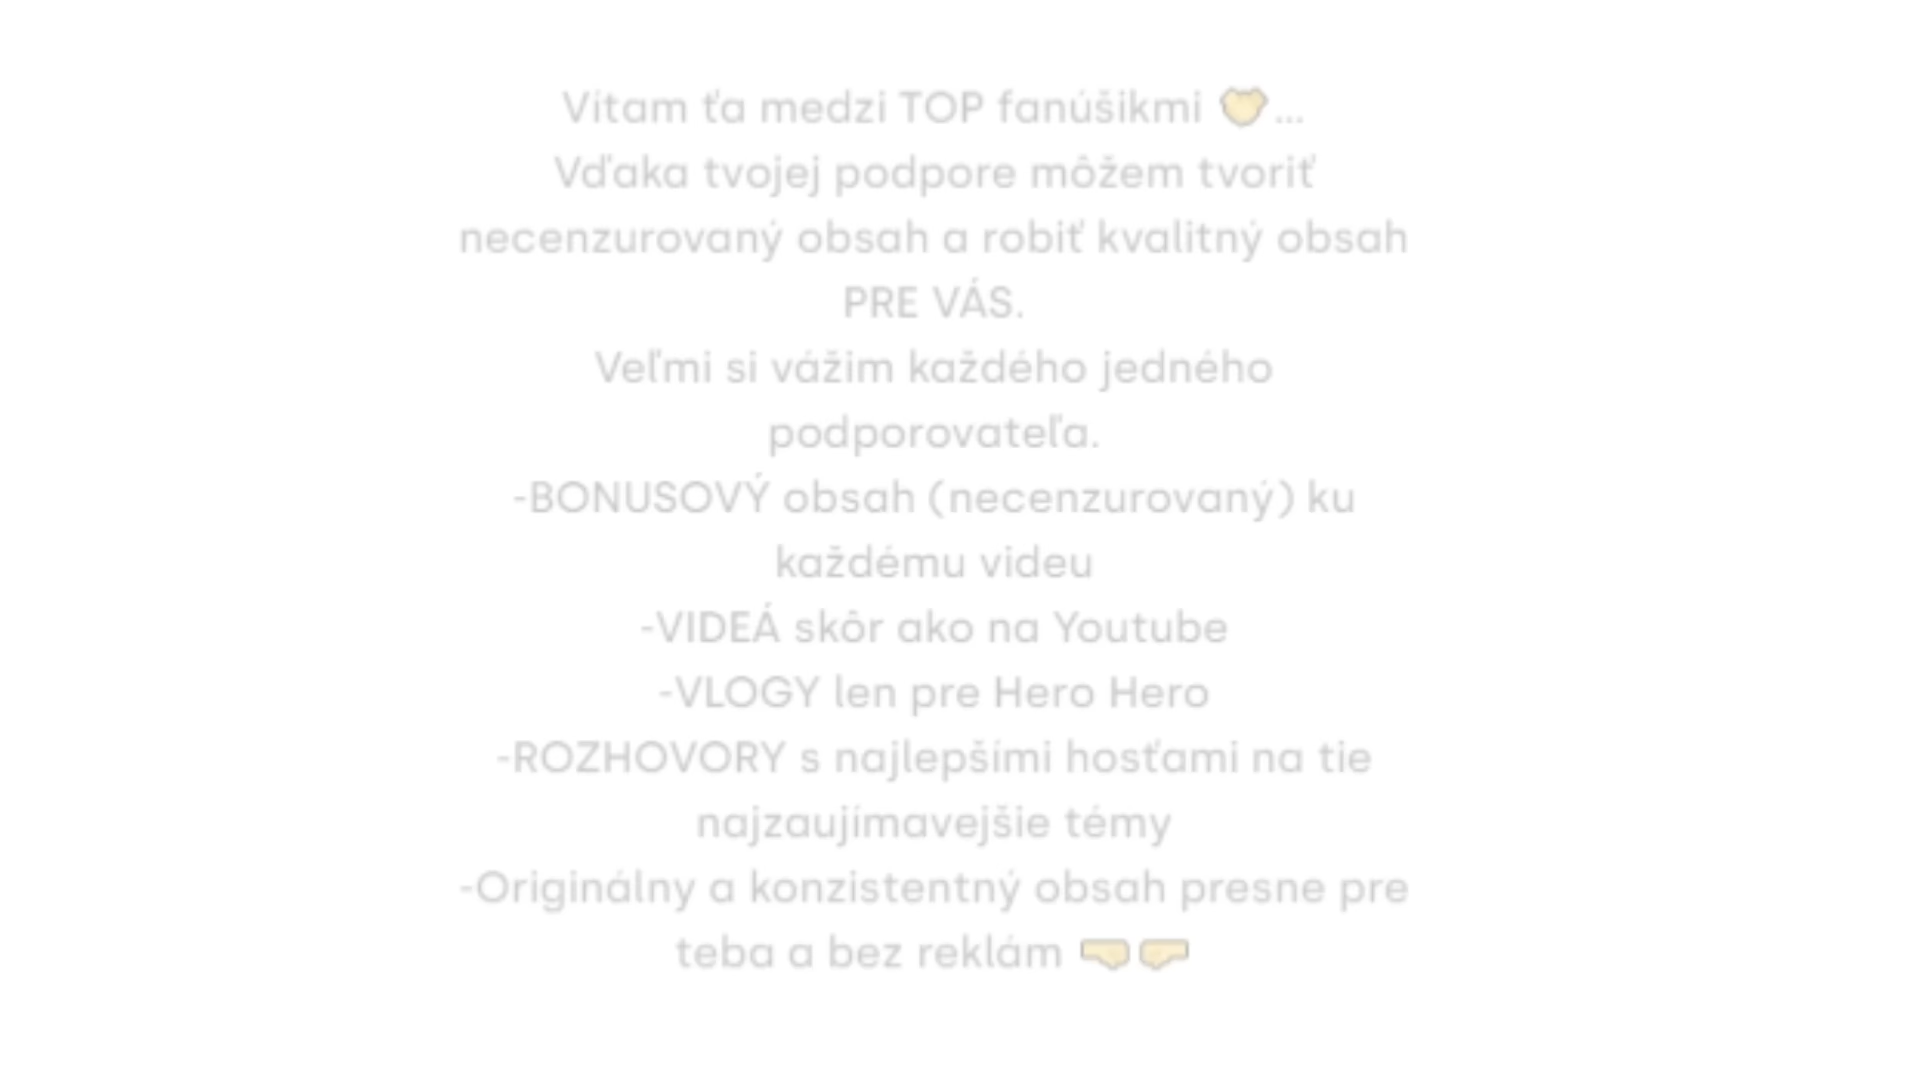 Vítam ťa medzi TOP fanúšikmi 🫶...
Vďaka tvojej podpore môžem tvoriť
necenzurovaný obsah a robiť kvalitný obsah
PRE VÁS.
Veľmi si vážim každého jedného
podporovateľa.
-BONUSOVÝ obsah (necenzurovaný) ku
každému videu
-VIDEÁ skôr ako na Youtube
-VLOGY len pre Hero Hero
-ROZHOVORY s najlepšími hosťami na tie
najzaujímavejšie témy
-Originálny a konzistentný obsah presne pre
teba a bez reklám 🤜🤛